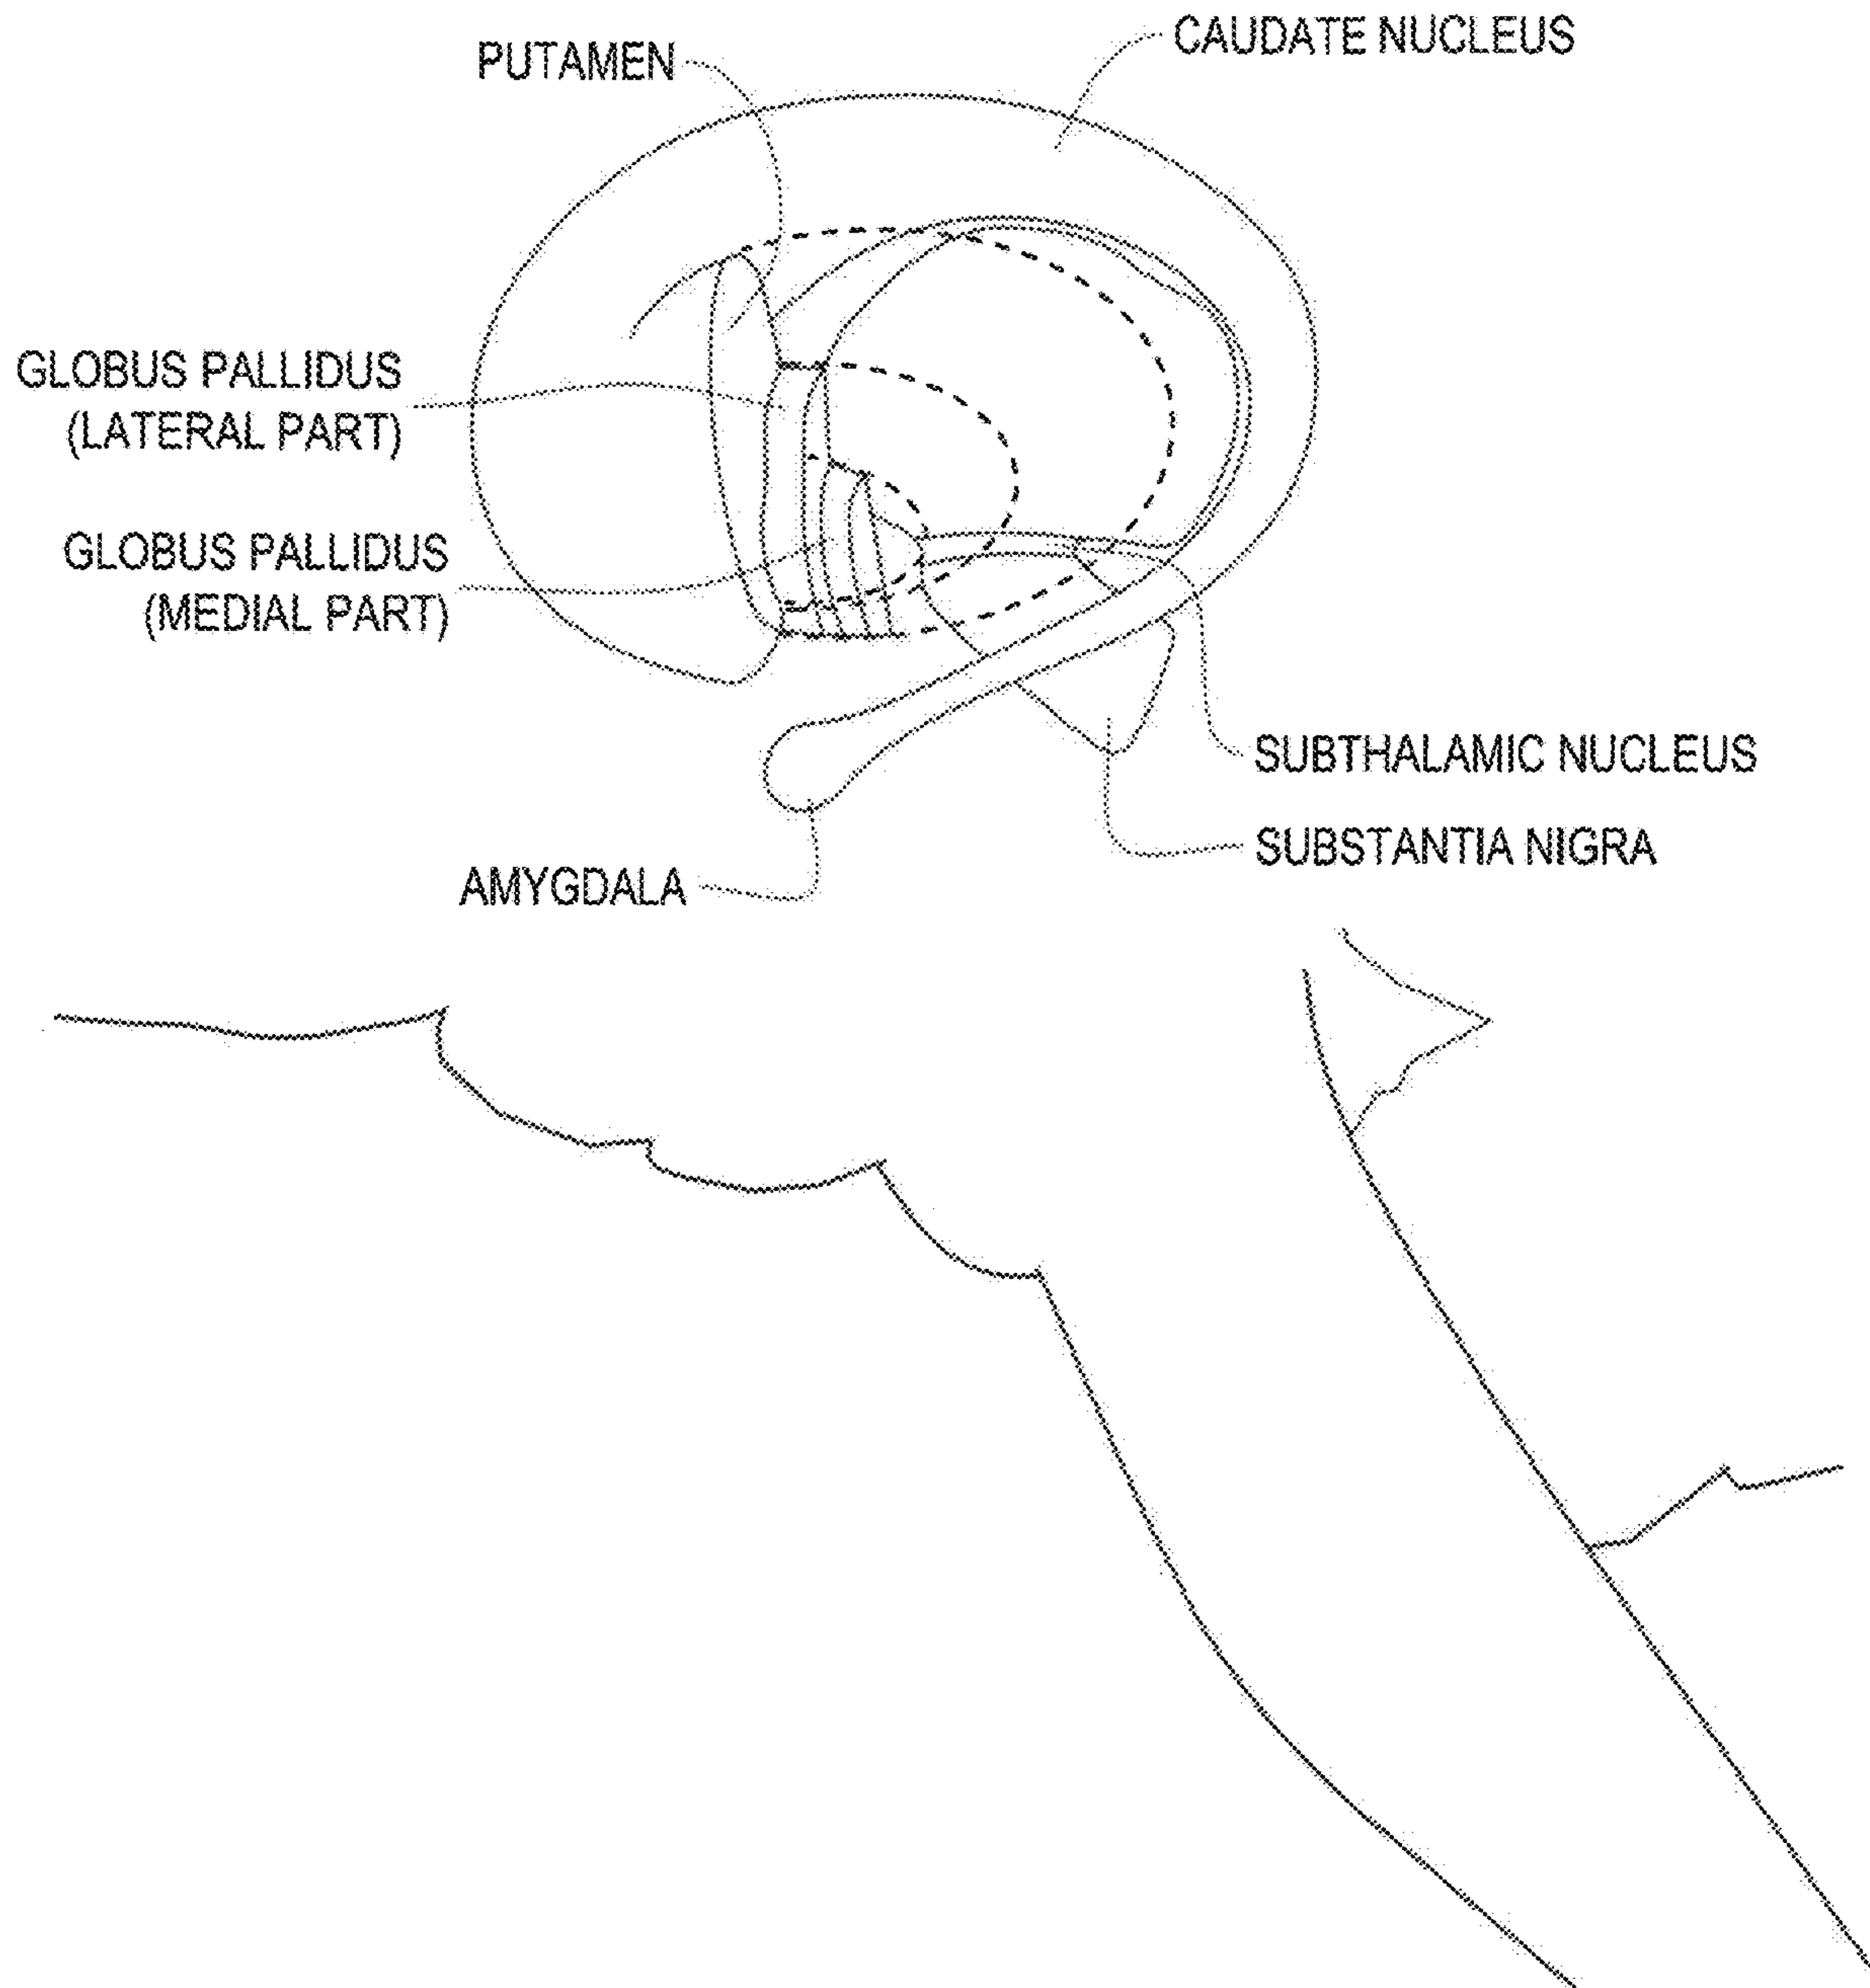 PUTAMEN
CAUDATE NUCLEUS
GLOBUS PALLIDUS
(LATERAL PART)
GLOBUS PALLIDUS
(MEDIAL PART)
SUBTHALAMIC NUCLEUS
SUBSTANTIA NIGRA
AMYGDALA